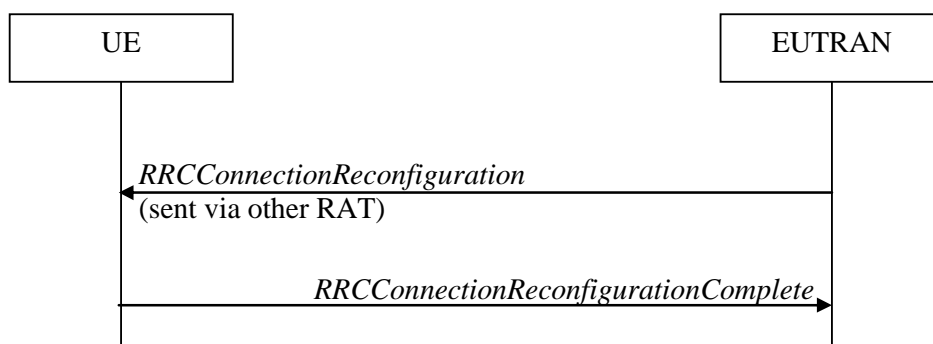 UE
EUTRAN
RRCConnectionReconfiguration
(sent via other RAT)
RRCConnectionReconfigurationComplete